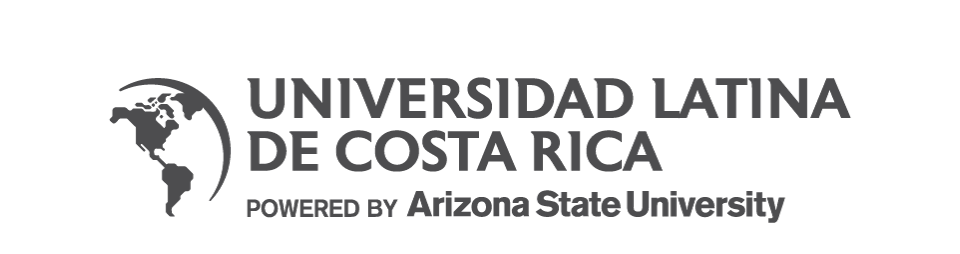 UNIVERSIDAD LATINA
DE COSTA RICA
POWERED BY Arizona State University